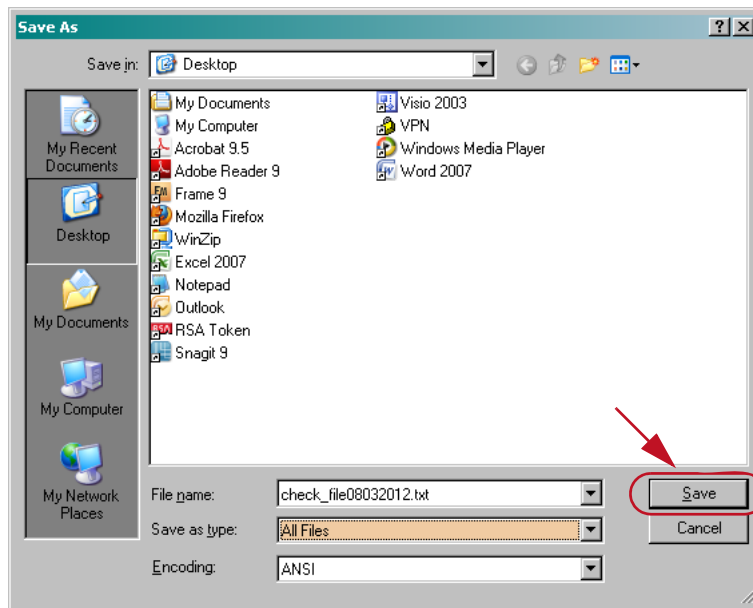 Save As
Save in:
Desktop
My Recent
Documents
Desktop
My Documents
My Computer
My Network
Places
My Documents
My Computer
Acrobat 9.5
Adobe Reader 9
Frame 9
Mozilla Firefox
WinZip
Excel 2007
Notepad
Outlook
RSA Token
Snagit 9
Visio 2003
VPN
Windows Media Player
Word 2007
File name:
check_file08032012.txt
Save
Save as type:
All Files
Cancel
Encoding:
ANSI